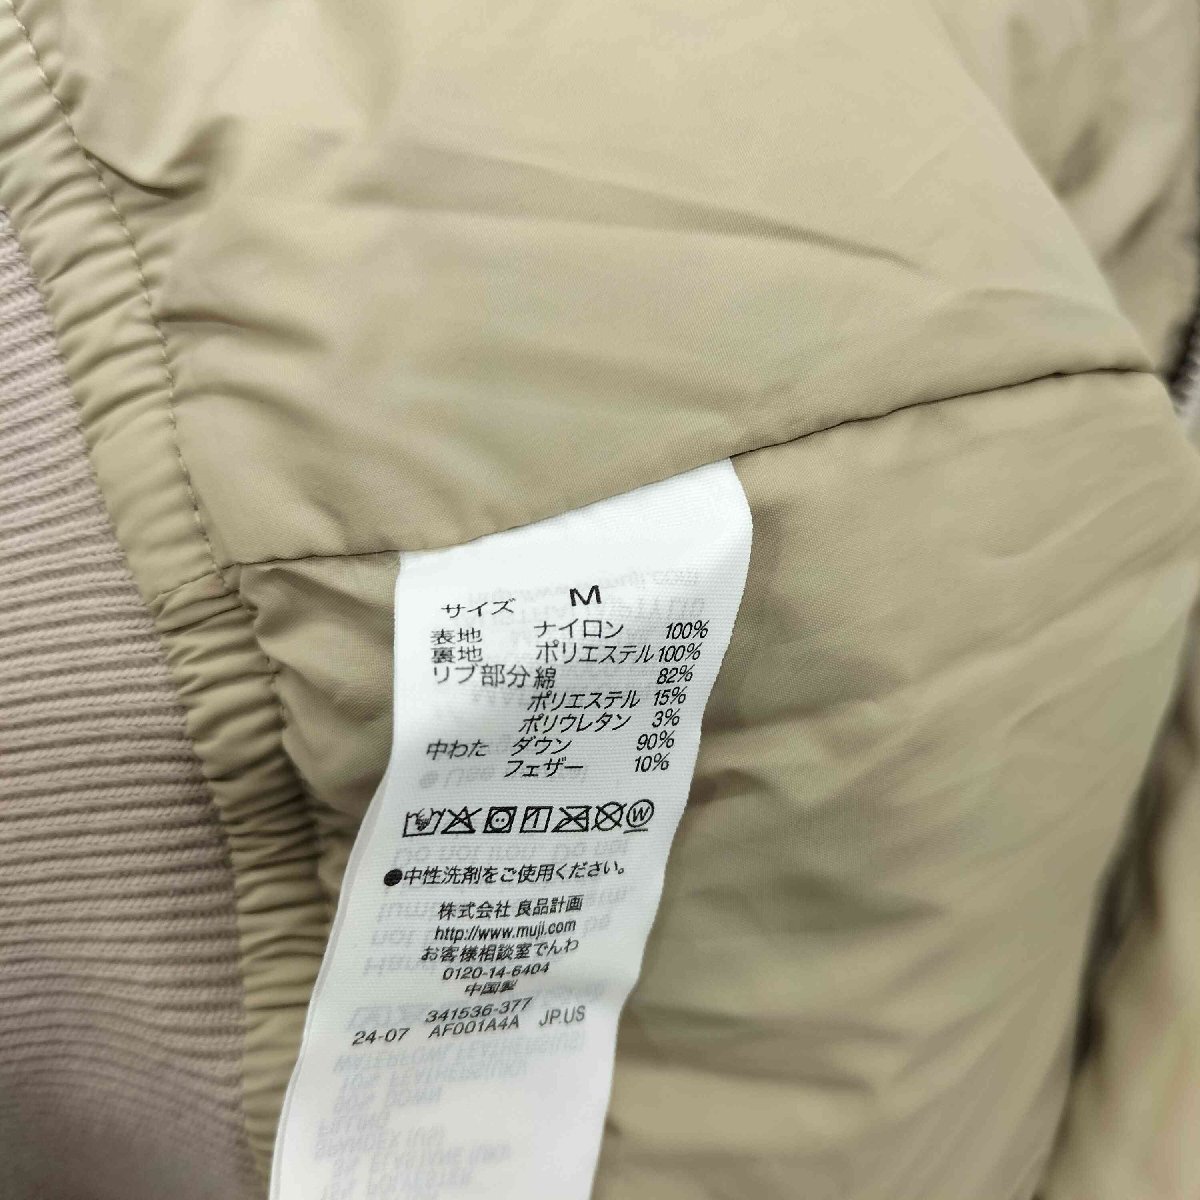 サイズ M
表地 ナイロン 100%
裏地 ポリエステル 100%
リブ部分 綿 82%
ポリエステル 15%
ポリウレタン 3%
中わた ダウン 90%
フェザー 10%
●中性洗剤をご使用ください。
株式会社 良品計画
http://www.muji.com
お客様相談室でんわ
0120-14-6404
中国製
341536-377
24-07 AF001A4A JP.US